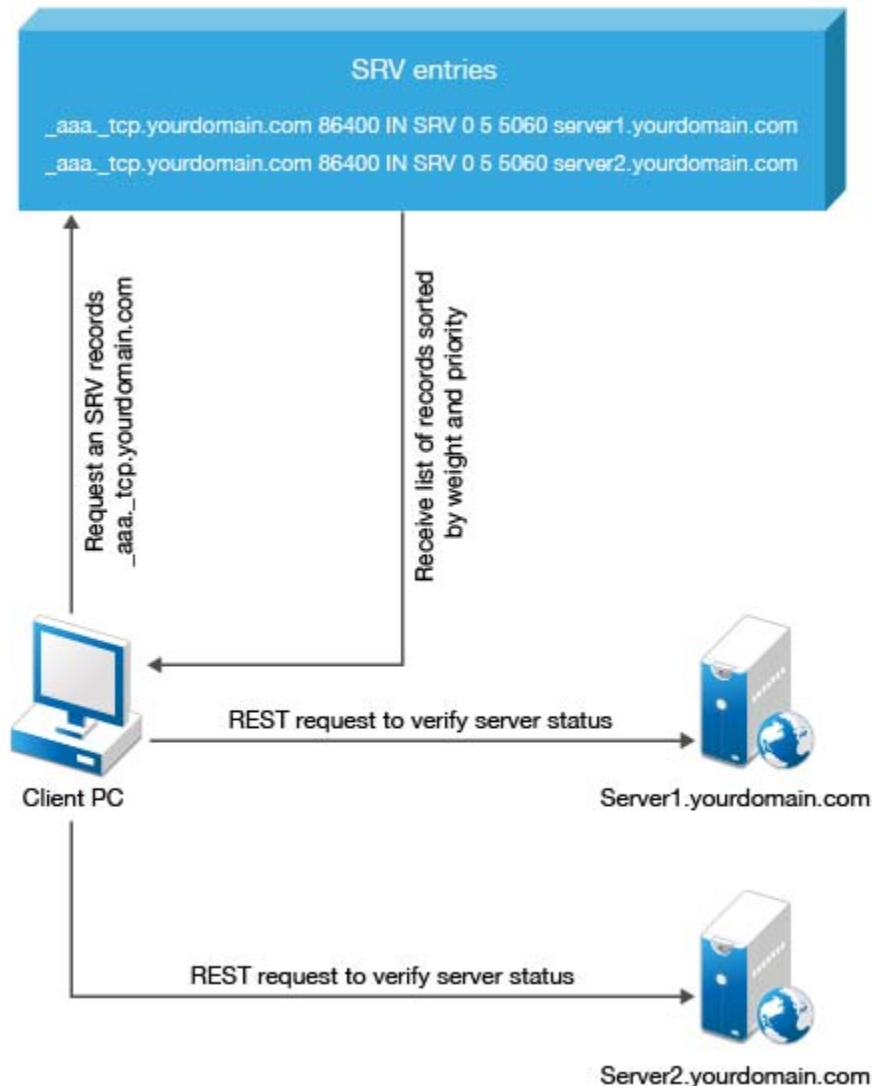 SRV entries
_aaa._tcp.yourdomain.com 86400 IN SRV 0 5 5060 server1.yourdomain.com
_aaa._tcp.yourdomain.com 86400 IN SRV 0 5 5060 server2.yourdomain.com
Request an SRV records
_aaa._tcp.yourdomain.com
Receive list of records sorted
by weight and priority
REST request to verify server status
Client PC
Server1.yourdomain.com
REST request to verify server status
Server2.yourdomain.com